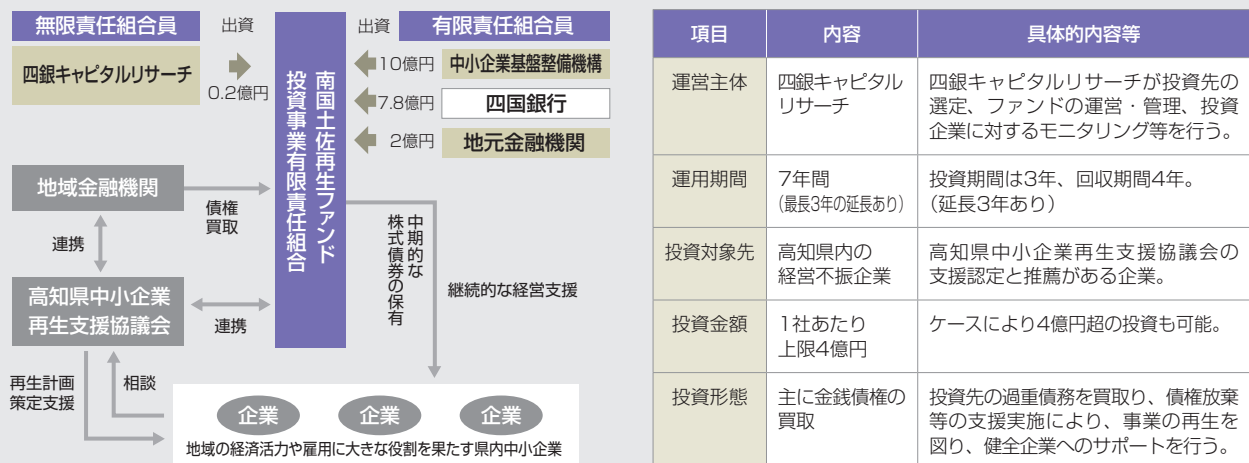 無限責任組合員
出資
四銀キャピタルリサーチ
0.2億円
南国土佐再生ファンド
投資事業有限責任組合
出資
有限責任組合員
10億円
中小企業基盤整備機構
7.8億円
四国銀行
2億円
地元金融機関
地域金融機関
債権
買取
連携
高知県中小企業
再生支援協議会
連携
中期的な
株式債券の保有
継続的な経営支援
再生計画
策定支援
相談
企業
企業
企業
地域の経済活力や雇用に大きな役割を果たす県内中小企業
項目
内容
具体的内容等
運営主体
四銀キャピタル
リサーチ
四銀キャピタルリサーチが投資先の
選定、ファンドの運営・管理、投資
企業に対するモニタリング等を行う。
運用期間
7年間
(最長3年の延長あり)
投資期間は3年、回収期間4年。
(延長3年あり)
投資対象先
高知県内の
経営不振企業
高知県中小企業再生支援協議会の
支援認定と推薦がある企業。
投資金額
1社あたり
上限4億円
ケースにより4億円超の投資も可能。
投資形態
主に金銭債権の
買取
投資先の過重債務を買取り、債権放棄
等の支援実施により、事業の再生を
図り、健全企業へのサポートを行う。